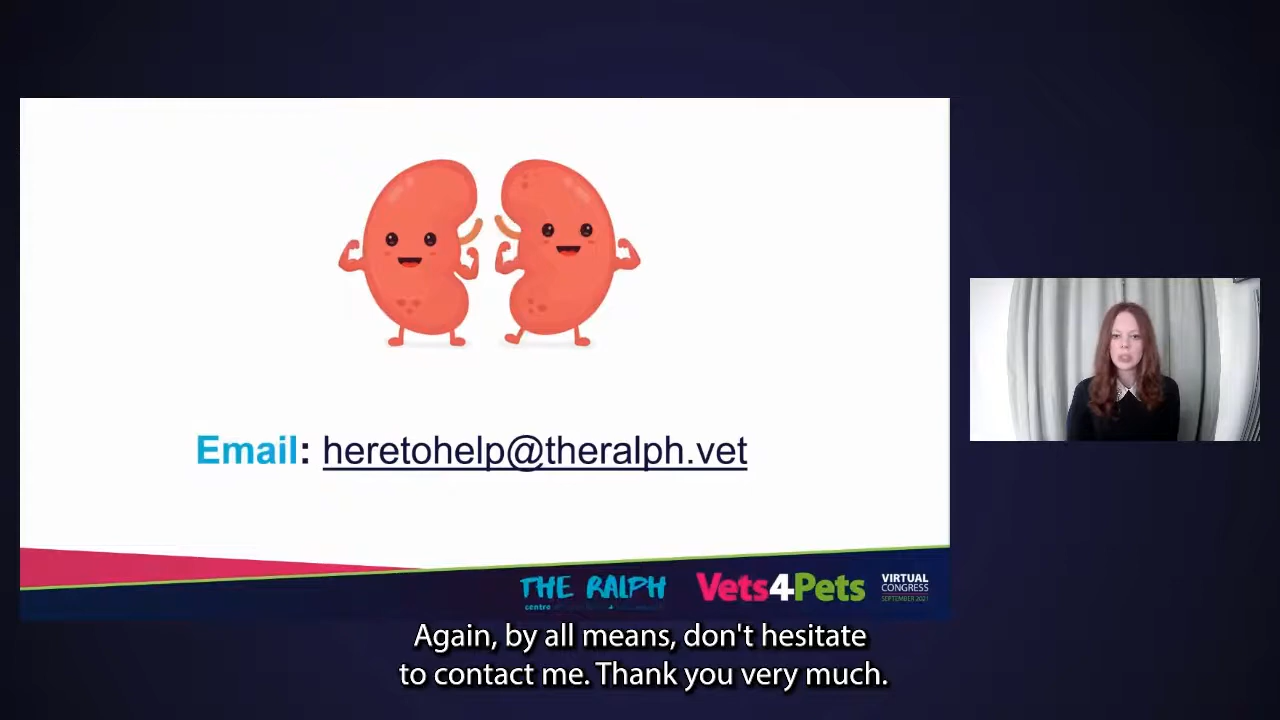 Email: heretohelp@theralph.vet
THE RALPH
centre
Vets4Pets
VIRTUAL
CONGRESS
SEPTEMBER 2021
Again, by all means, don't hesitate
to contact me. Thank you very much.